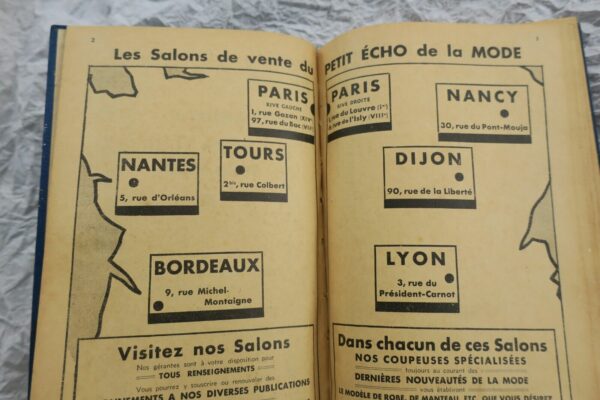 2
3
Les Salons de vente du PETIT ÉCHO de la MODE
PARIS
RIVE GAUCHE
1, rue Gazan (XIVe)
97, rue du Bac (VIIe)
PARIS
RIVE DROITE
rue du Louvre (Ier)
rue de l'Isly (VIIIe)
NANCY
30, rue du Pont-Mouja
NANTES
5, rue d'Orléans
TOURS
2bis, rue Colbert
DIJON
90, rue de la Liberté
BORDEAUX
9, rue Michel-
Montaigne
LYON
3, rue du
Président-Carnot
Visitez nos Salons
Nos gérantes sont à votre disposition pour
TOUS RENSEIGNEMENTS
Vous pourrez y souscrire ou renouveler des
A NOS DIVERSES PUBLICATIONS
Dans chacun de ces Salons
NOS COUPEUSES SPÉCIALISÉES
toujours au courant des
DERNIÈRES NOUVEAUTÉS DE LA MODE
vous établiront
LE MODÈLE DE ROBE, DE MANTEAU, ETC. QUE VOUS DÉSIREZ